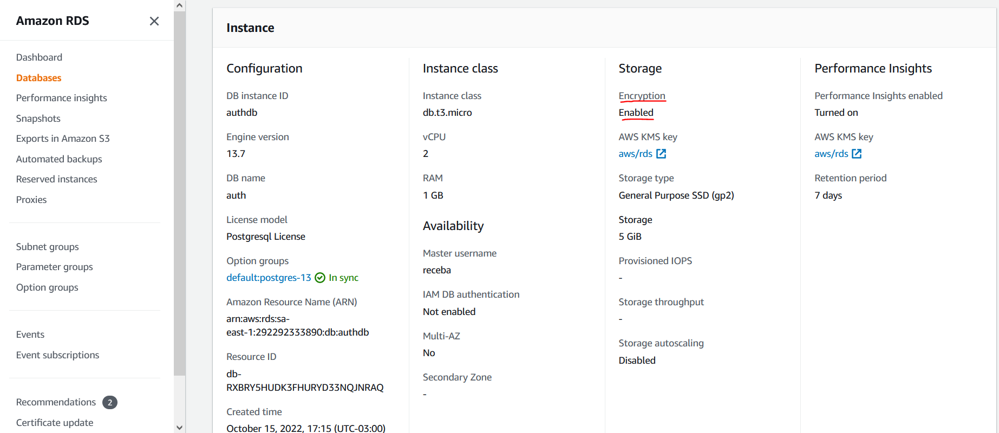 Amazon RDS
Dashboard
Databases
Performance insights
Snapshots
Exports in Amazon S3
Automated backups
Reserved instances
Proxies
Subnet groups
Parameter groups
Option groups
Events
Event subscriptions
Recommendations 2
Certificate update
Instance
Configuration
DB instance ID
authdb
Engine version
13.7
DB name
auth
License model
Postgresql License
Option groups
default:postgres-13 In sync
Amazon Resource Name (ARN)
arn:aws:rds:sa-
east-1:292292333890:db:authdb
Resource ID
db-
RXBRY5HUDK3FHURYD33NQJNRAQ
Created time
October 15, 2022, 17:15 (UTC-03:00)
Instance class
Instance class
db.t3.micro
vCPU
2
RAM
1 GB
Availability
Master username
receba
IAM DB authentication
Not enabled
Multi-AZ
No
Secondary Zone
-
Storage
Encryption
Enabled
AWS KMS key
aws/rds
Storage type
General Purpose SSD (gp2)
Storage
5 GiB
Provisioned IOPS
-
Storage throughput
-
Storage autoscaling
Disabled
Performance Insights
Performance Insights enabled
Turned on
AWS KMS key
aws/rds
Retention period
7 days